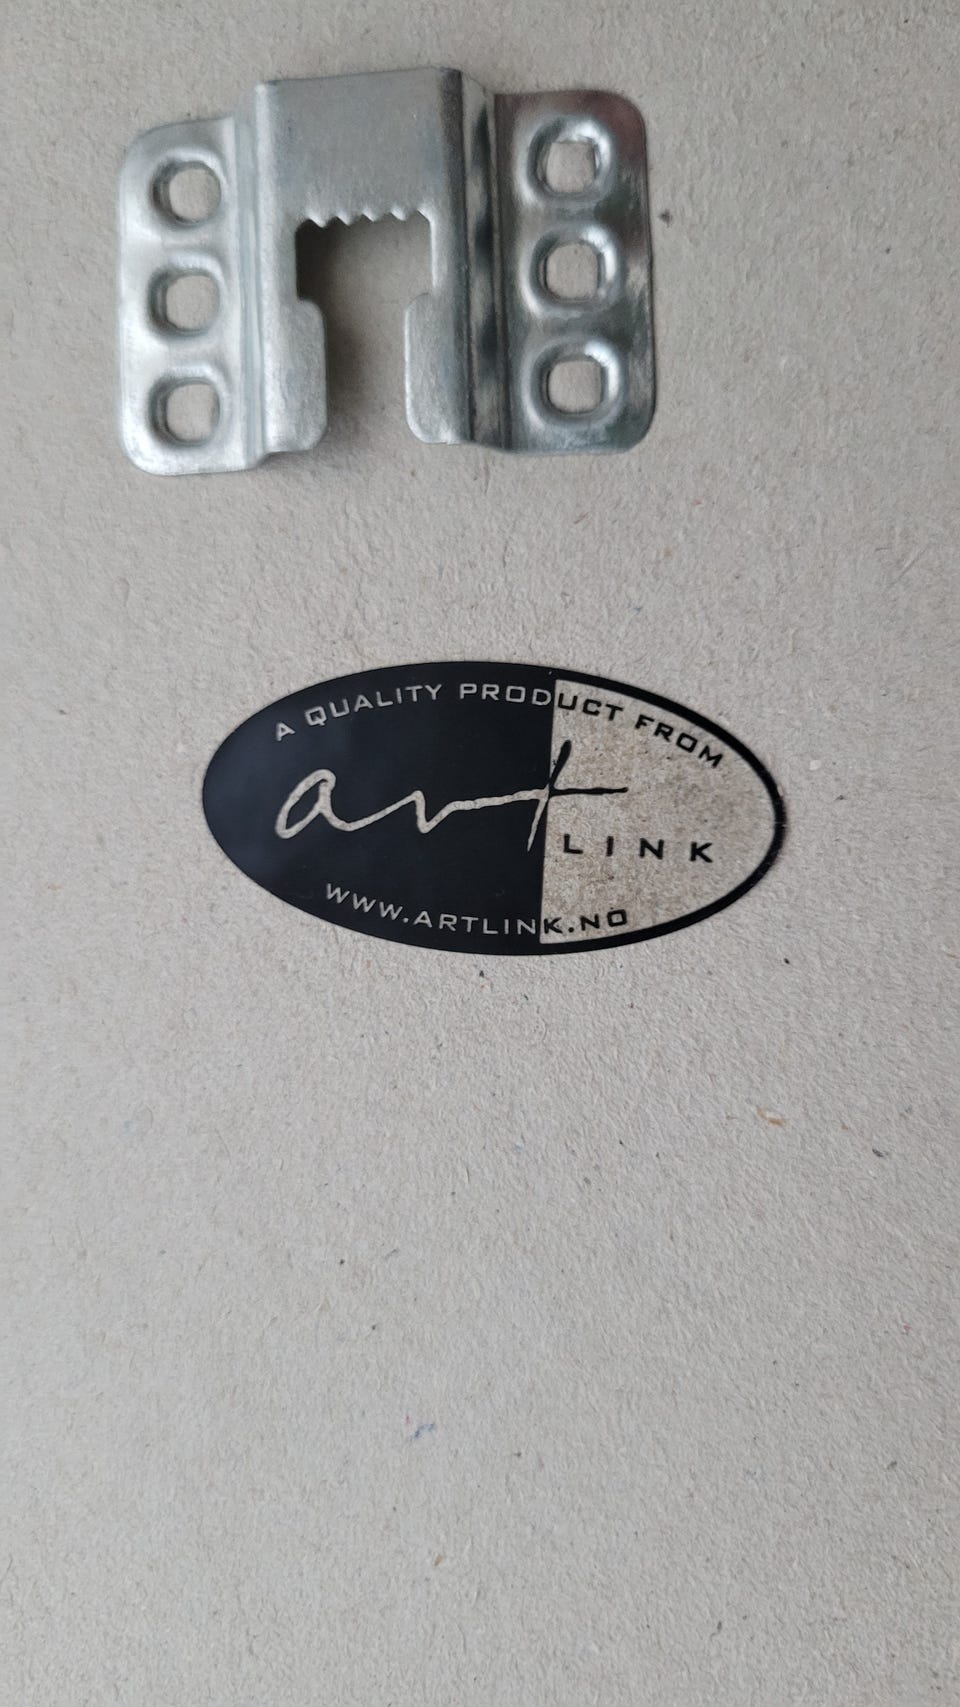 A QUALITY PRODUCT FROM
art
LINK
WWW.ARTLINK.NO